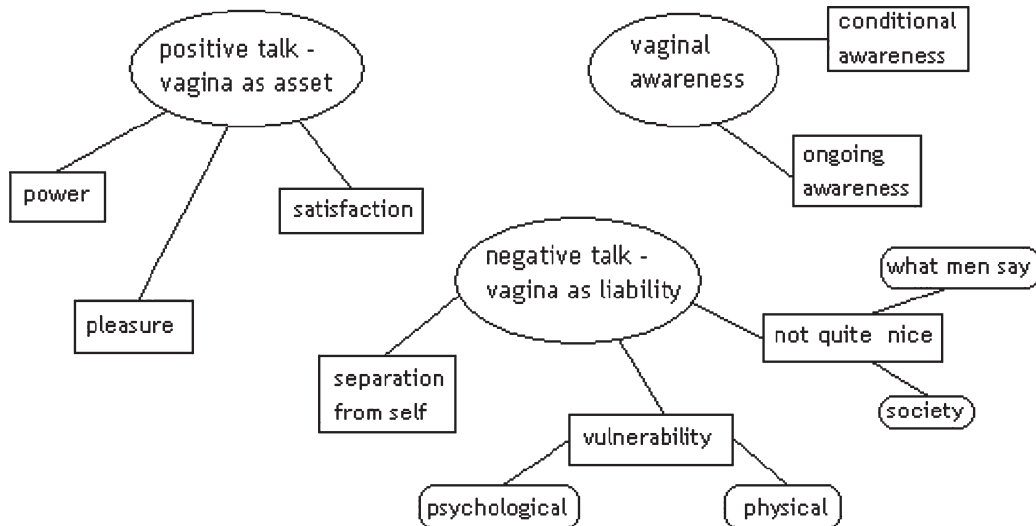 positive talk -
vagina as asset
power
pleasure
satisfaction
vaginal
awareness
conditional
awareness
ongoing
awareness
negative talk -
vagina as liability
separation
from self
vulnerability
psychological
physical
not quite nice
what men say
society